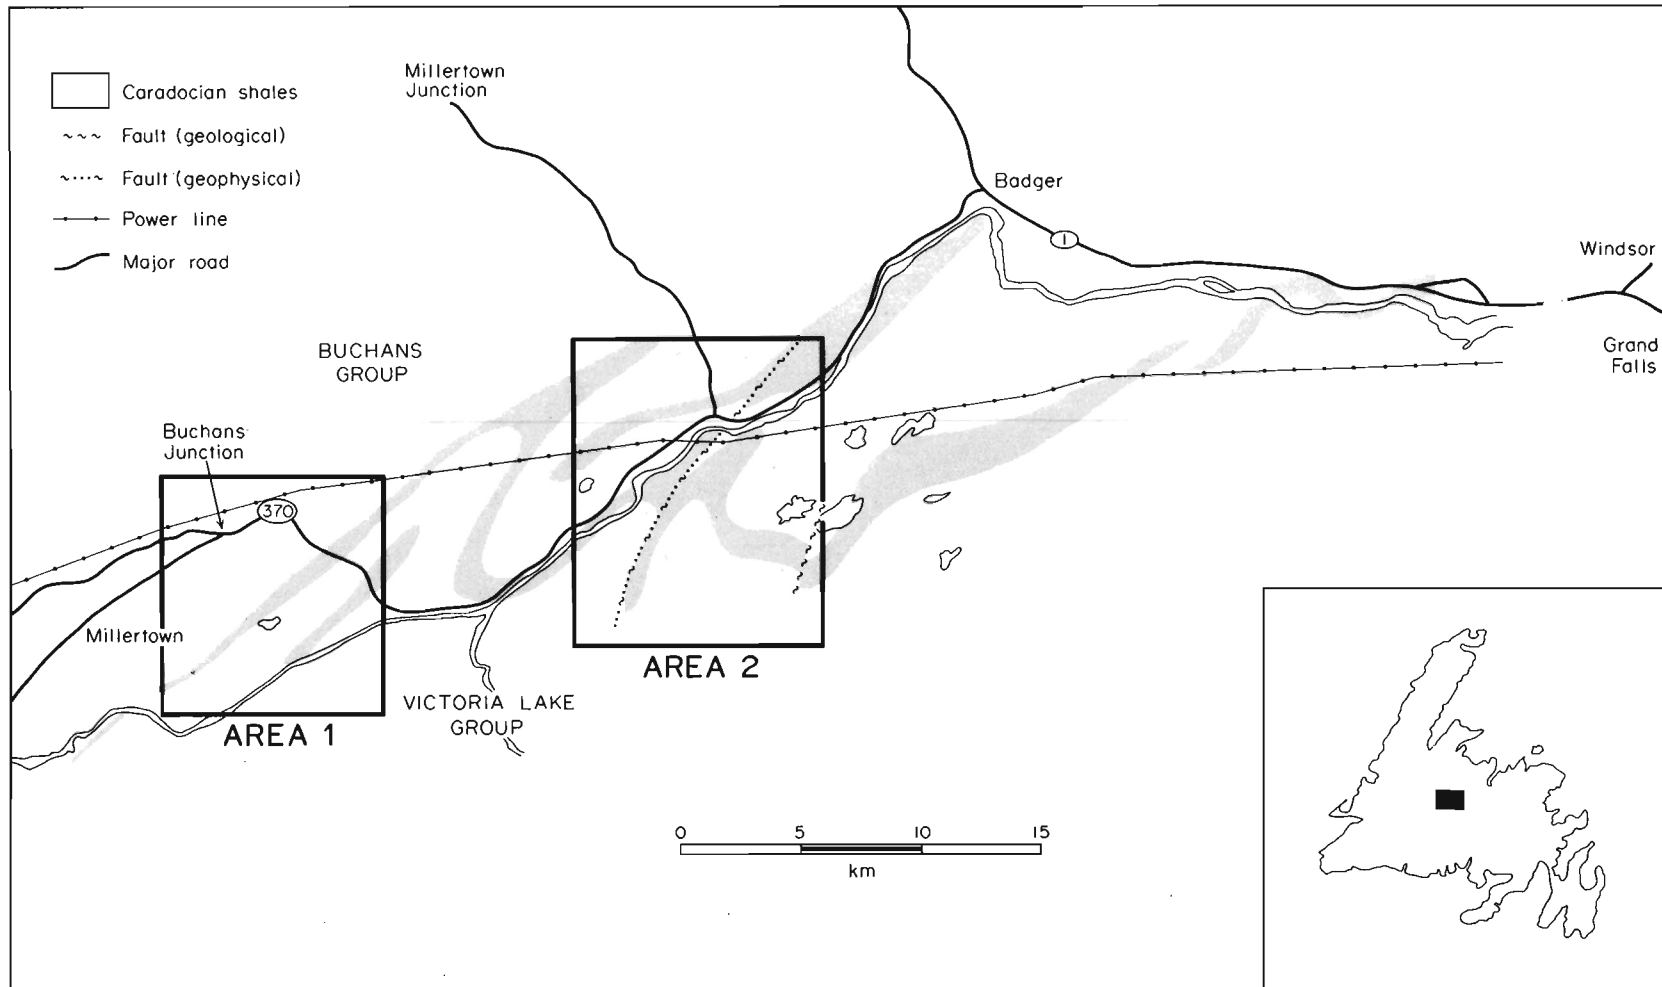 Caradocian shales
Fault (geological)
Fault (geophysical)
Power line
Major road
Millertown
Junction
Badger
1
Windsor
Grand
Falls
BUCHANS
GROUP
Buchans
Junction
370
Millertown
AREA 1
AREA 2
VICTORIA LAKE
GROUP
0 5 10 15
km